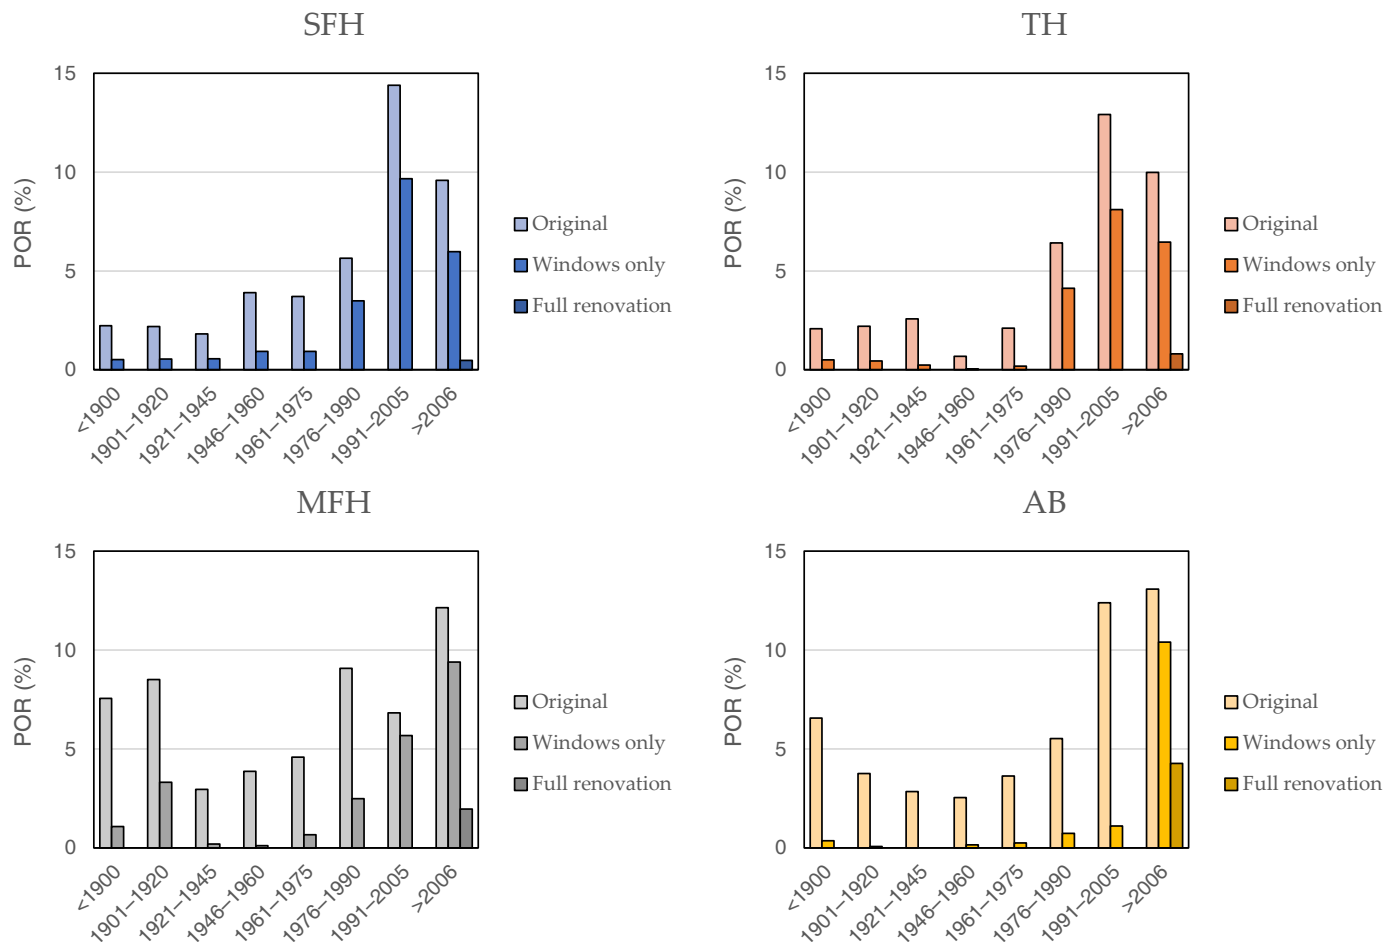 SFH
15
10
5
0
POR (%)
<1900
1901–1920
1921–1945
1946–1960
1961–1975
1976–1990
1991–2005
>2006
Original
Windows only
Full renovation
TH
15
10
5
0
POR (%)
<1900
1901–1920
1921–1945
1946–1960
1961–1975
1976–1990
1991–2005
>2006
Original
Windows only
Full renovation
MFH
15
10
5
0
POR (%)
<1900
1901–1920
1921–1945
1946–1960
1961–1975
1976–1990
1991–2005
>2006
Original
Windows only
Full renovation
AB
15
10
5
0
POR (%)
<1900
1901–1920
1921–1945
1946–1960
1961–1975
1976–1990
1991–2005
>2006
Original
Windows only
Full renovation